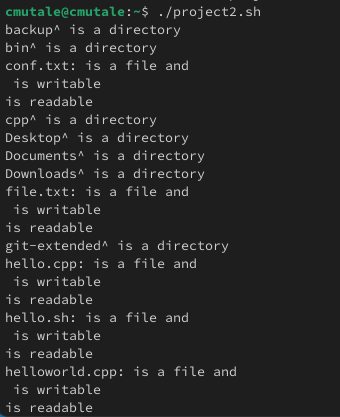 cmutale@cmutale:~$ ./project2.sh
backup^ is a directory
bin^ is a directory
conf.txt: is a file and
 is writable
is readable
cpp^ is a directory
Desktop^ is a directory
Documents^ is a directory
Downloads^ is a directory
file.txt: is a file and
 is writable
is readable
git-extended^ is a directory
hello.cpp: is a file and
 is writable
is readable
hello.sh: is a file and
 is writable
is readable
helloworld.cpp: is a file and
 is writable
is readable